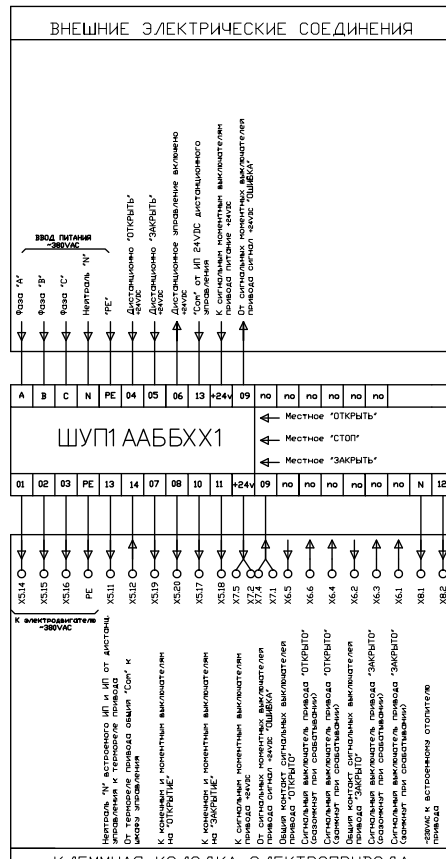 ВНЕШНИЕ ЭЛЕКТРИЧЕСКИЕ СОЕДИНЕНИЯ
ВВОД ПИТАНИЯ
~380VAC
Фаза "A"
Фаза "B"
Фаза "C"
Нейтраль "N"
"PE"
Дистанционно "ОТКРЫТЬ"
+24VDC
Дистанционно "ЗАКРЫТЬ"
+24VDC
Дистанционное управление включено
+24VDC
"Com" от ИП 24VDC дистанционного
управления
К сигнальным моментным выключателям
привода питание +24VDC
От сигнальных моментных выключателей
привода сигнал +24VDC "ОШИБКА"
A B C N PE 04 05 06 13 +24v 09 no no no no no
ШУП1 ААББХХ1
Местное "ОТКРЫТЬ"
Местное "СТОП"
Местное "ЗАКРЫТЬ"
01 02 03 PE 13 14 07 08 10 11 +24v 09 no no no no no no N 12
X5.14
X5.15
X5.16
PE
X5.11
X5.12
X5.19
X5.20
X5.17
X5.18
X7.5
X7.2
X7.4
X7.1
X6.5
X6.6
X6.4
X6.2
X6.3
X6.1
X8.1
X8.2
К электродвигателю
~380VAC
Нейтраль "N" встроенного ИП и ИП от дистанц.
управления к термореле привода
От термореле привода общий "Com" к
шкафу управления
К конечным и моментным выключателям
на "ОТКРЫТИЕ"
К конечном и моментным выключателям
на "ЗАКРЫТИЕ"
К сигнальным моментным выключателям
привода +24VDC
От сигнальных моментных выключателей
привода сигнал +24VDC "ОШИБКА"
Общий контакт сигнальных выключателей
привода "ОТКРЫТО"
Сигнальный выключатель привода "ОТКРЫТО"
(разомкнут при срабатывании)
Сигнальный выключатель привода "ОТКРЫТО"
(замкнут при срабатывании)
Общий контакт сигнальных выключателей
привода "ЗАКРЫТО"
Сигнальный выключатель привода "ЗАКРЫТО"
(разомкнут при срабатывании)
Сигнальный выключатель привода "ЗАКРЫТО"
(замкнут при срабатывании)
~230VAC к встроенному отопителю
привода
КЛЕММНАЯ КОЛОДКА ЭЛЕКТРОПРИВОДА